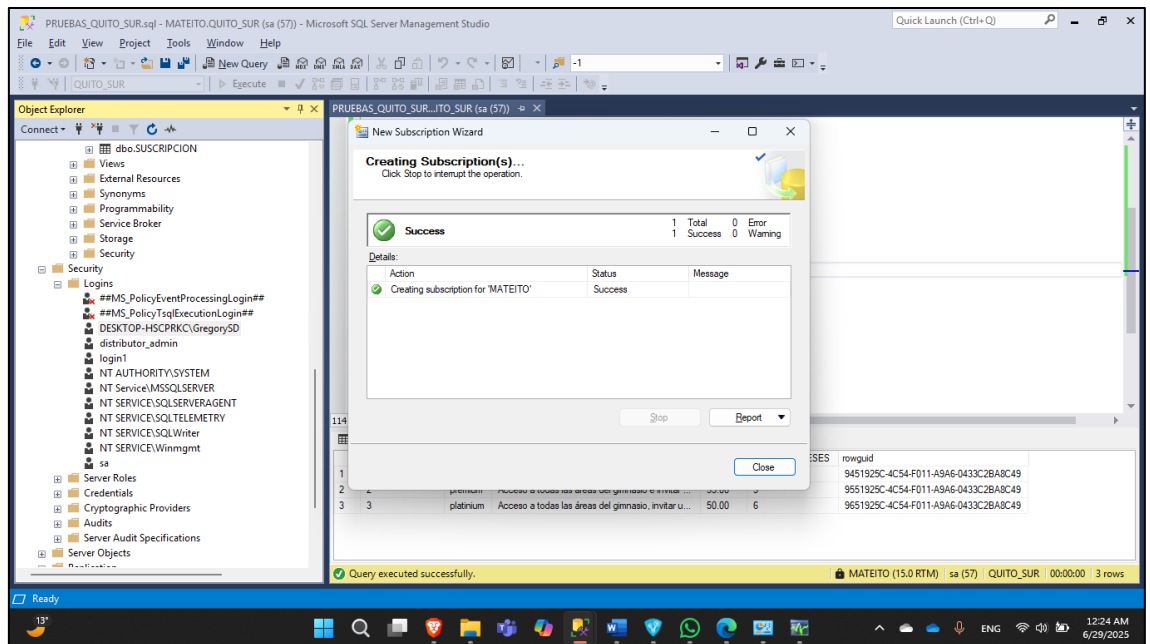 PRUEBAS_QUITO_SUR.sql - MATEITO.QUITO_SUR (sa (57)) - Microsoft SQL Server Management Studio
Quick Launch (Ctrl+Q)
File Edit View Project Tools Window Help
New Query -1
QUITO_SUR Execute
Object Explorer
PRUEBAS_QUITO_SUR...ITO_SUR (sa (57))
Connect
dbo.SUSCRIPCION
Views
External Resources
Synonyms
Programmability
Service Broker
Storage
Security
Security
Logins
##MS_PolicyEventProcessingLogin##
##MS_PolicyTsqlExecutionLogin##
DESKTOP-HSCPRKC\GregorySD
distributor_admin
login1
NT AUTHORITY\SYSTEM
NT Service\MSSQLSERVER
NT SERVICE\SQLSERVERAGENT
NT SERVICE\SQLTELEMETRY
NT SERVICE\SQLWriter
NT SERVICE\Winmgmt
sa
Server Roles
Credentials
Cryptographic Providers
Audits
Server Audit Specifications
Server Objects
Replication
New Subscription Wizard
Creating Subscription(s)...
Click Stop to interrupt the operation.
Success
1 Total 0 Error
1 Success 0 Warning
Details:
Action Status Message
Creating subscription for 'MATEITO' Success
Stop Report
Close
114
ESES rowguid
1 9451925C-4C54-F011-A9A6-0433C2BA8C49
2 2 premium Acceso a todas las áreas del gimnasio e invitar ... 55.00 9551925C-4C54-F011-A9A6-0433C2BA8C49
3 3 platinium Acceso a todas las áreas del gimnasio, invitar u... 50.00 6 9651925C-4C54-F011-A9A6-0433C2BA8C49
Query executed successfully.
MATEITO (15.0 RTM) sa (57) QUITO_SUR 00:00:00 3 rows
Ready
13°
ENG
12:24 AM
6/29/2025